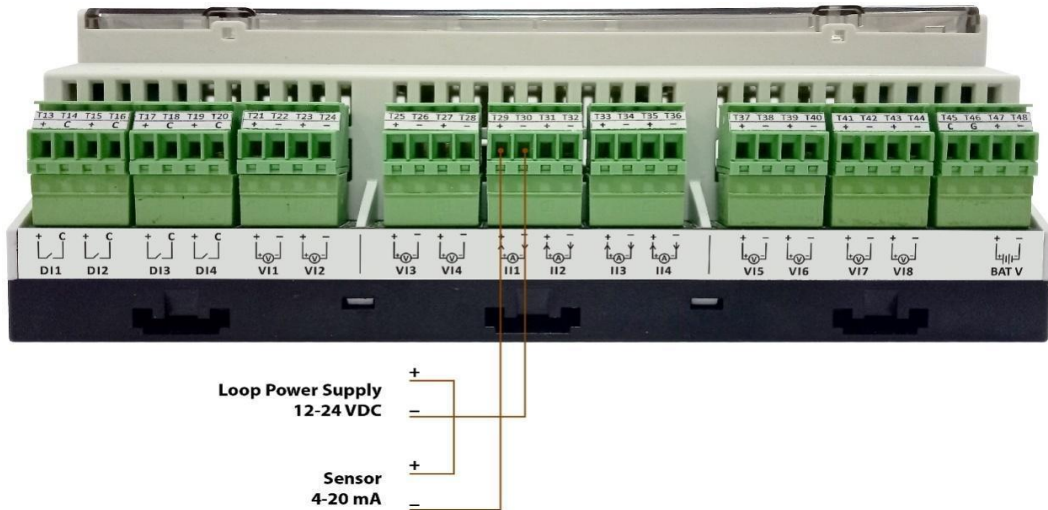 T13 T14 T15 T16 T17 T18 T19 T20 T21 T22 T23 T24 T25 T26 T27 T28 T29 T30 T31 T32 T33 T34 T35 T36 T37 T38 T39 T40 T41 T42 T43 T44 T45 T46 T47 T48
+ C + C + C + C + − + − + − + − + − + − + − + − + − + − + − + − C G + −
+ C + C + C + C + − + − + − + − + − + − + − + − + − + − + − + − + −
DI1 DI2 DI3 DI4 VI1 VI2 VI3 VI4 II1 II2 II3 II4 VI5 VI6 VI7 VI8 BAT V
+
Loop Power Supply
12-24 VDC −
+
Sensor
4-20 mA −